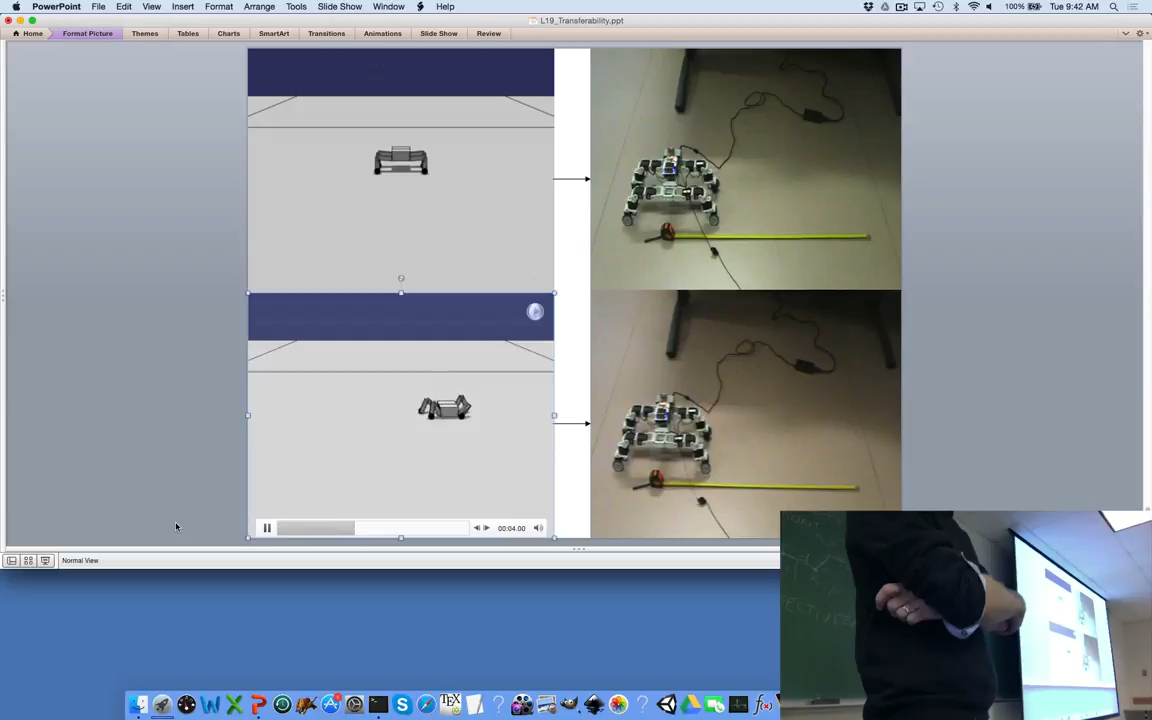 PowerPoint File Edit View Insert Format Arrange Tools Slide Show Window Help
100% Tue AM 9:42 AM
L19_Transferability.ppt
Home Format Picture Themes Tables Charts SmartArt Transitions Animations Slide Show Review
00:04.00
Normal View